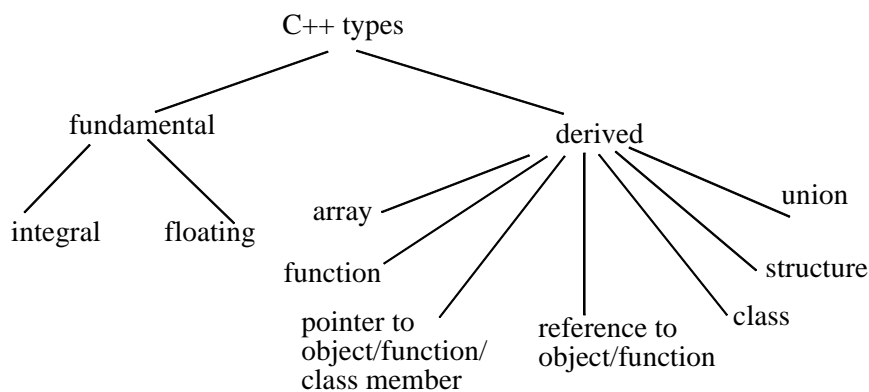 C++ types
fundamental
derived
integral
floating
array
function
pointer to
object/function/
class member
reference to
object/function
class
structure
union